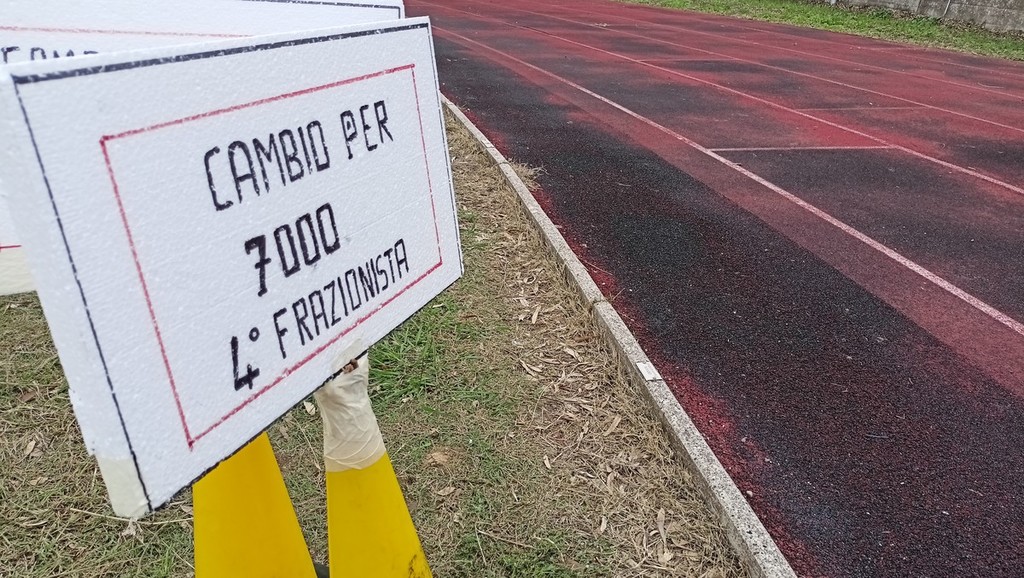 CAMBIO PER
7000
4° FRAZIONISTA